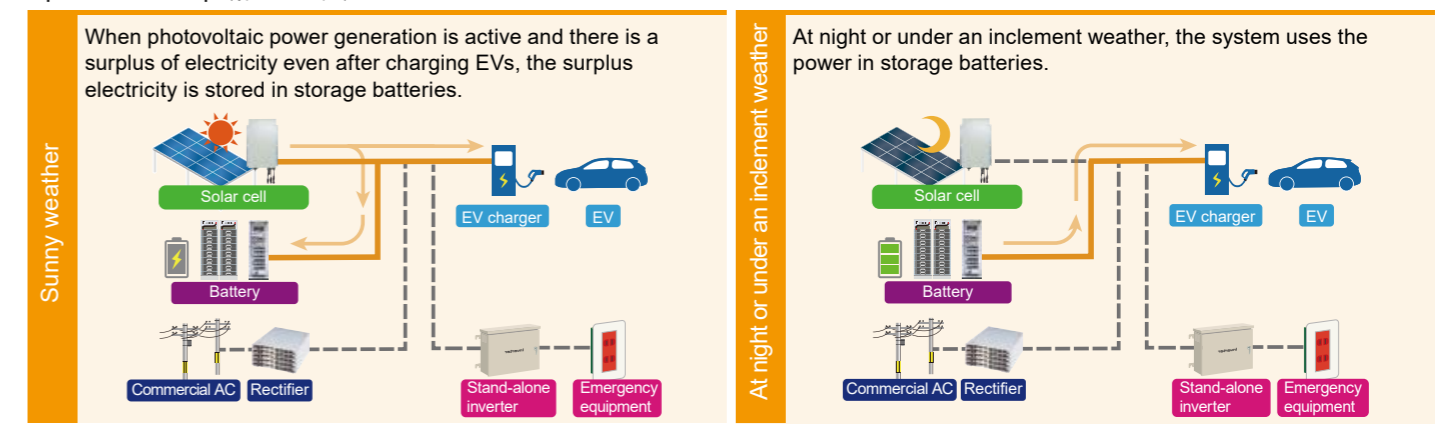 Sunny weather
When photovoltaic power generation is active and there is a
surplus of electricity even after charging EVs, the surplus
electricity is stored in storage batteries.
Solar cell
EV charger
EV
Battery
Commercial AC
Rectifier
Stand-alone
inverter
Emergency
equipment
At night or under an inclement weather
At night or under an inclement weather, the system uses the
power in storage batteries.
Solar cell
EV charger
EV
Battery
Commercial AC
Rectifier
Stand-alone
inverter
Emergency
equipment